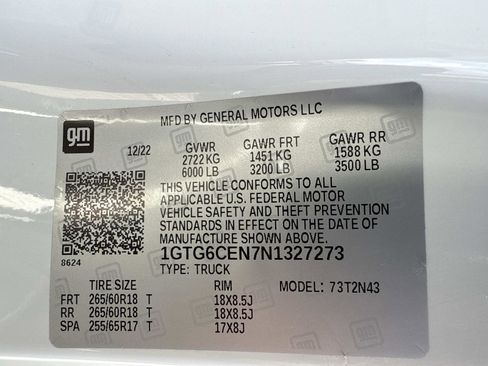 gm
MFD BY GENERAL MOTORS LLC
12/22 GVWR GAWR FRT GAWR RR
2722 KG 1451 KG 1588 KG
6000 LB 3200 LB 3500 LB
THIS VEHICLE CONFORMS TO ALL
APPLICABLE U.S. FEDERAL MOTOR
VEHICLE SAFETY AND THEFT PREVENTION
STANDARDS IN EFFECT ON THE DATE OF
MANUFACTURE SHOWN ABOVE.
8624 1GTG6CEN7N1327273
TYPE: TRUCK
TIRE SIZE RIM MODEL: 73T2N43
FRT 265/60R18 T 18X8.5J
RR 265/60R18 T 18X8.5J
SPA 255/65R17 T 17X8J